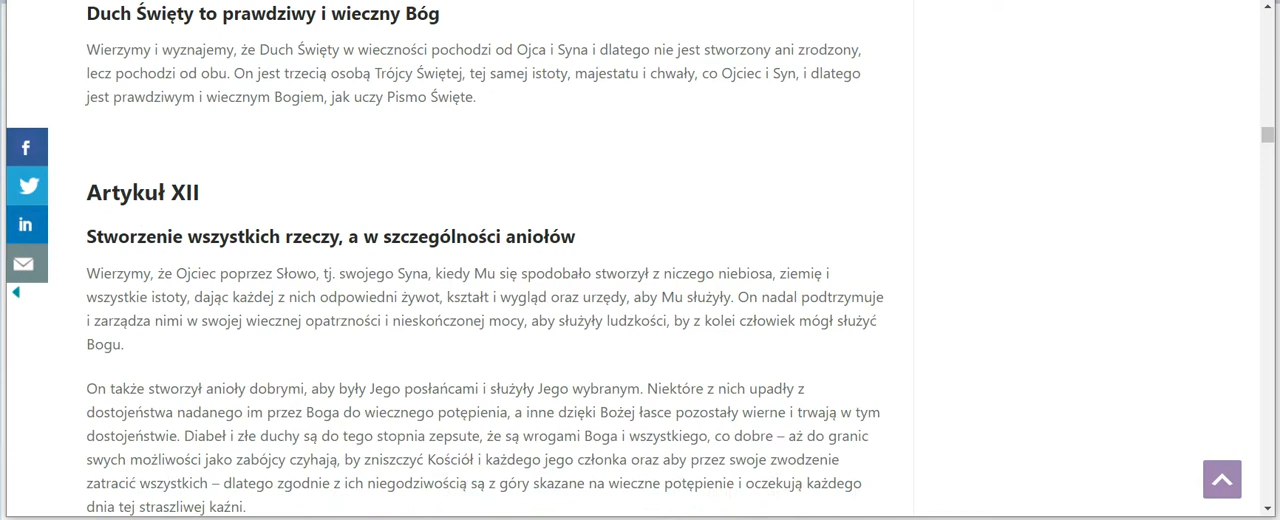 Duch Święty to prawdziwy i wieczny Bóg
Wierzymy i wyznajemy, że Duch Święty w wieczności pochodzi od Ojca i Syna i dlatego nie jest stworzony ani zrodzony,
lecz pochodzi od obu. On jest trzecią osobą Trójcy Świętej, tej samej istoty, majestatu i chwały, co Ojciec i Syn, i dlatego
jest prawdziwym i wiecznym Bogiem, jak uczy Pismo Święte.
Artykuł XII
Stworzenie wszystkich rzeczy, a w szczególności aniołów
Wierzymy, że Ojciec poprzez Słowo, tj. swojego Syna, kiedy Mu się spodobało stworzył z niczego niebiosa, ziemię i
wszystkie istoty, dając każdej z nich odpowiedni żywot, kształt i wygląd oraz urzędy, aby Mu służyły. On nadal podtrzymuje
i zarządza nimi w swojej wiecznej opatrzności i nieskończonej mocy, aby służyły ludzkości, by z kolei człowiek mógł służyć
Bogu.
On także stworzył anioły dobrymi, aby były Jego posłańcami i służyły Jego wybranym. Niektóre z nich upadły z
dostojeństwa nadanego im przez Boga do wiecznego potępienia, a inne dzięki Bożej łasce pozostały wierne i trwają w tym
dostojeństwie. Diabeł i złe duchy są do tego stopnia zepsute, że są wrogami Boga i wszystkiego, co dobre – aż do granic
swych możliwości jako zabójcy czyhają, by zniszczyć Kościół i każdego jego członka oraz aby przez swoje zwodzenie
zatracić wszystkich – dlatego zgodnie z ich niegodziwością są z góry skazane na wieczne potępienie i oczekują każdego
dnia tej straszliwej kaźni.